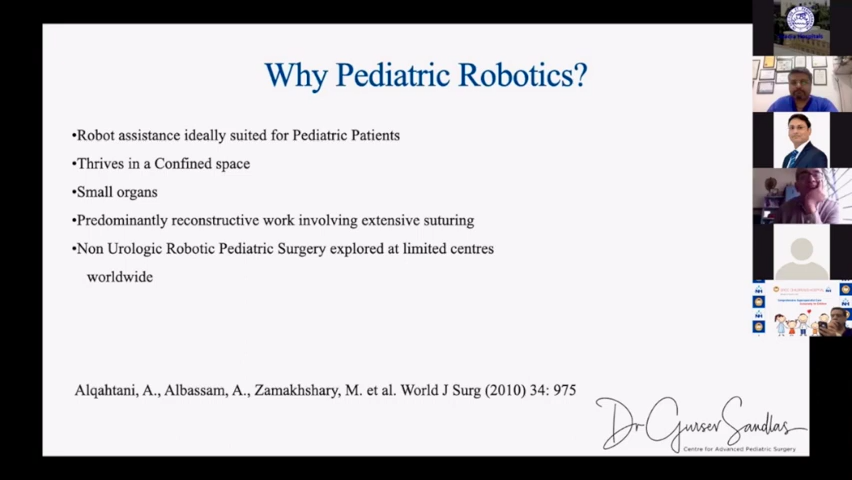 Why Pediatric Robotics?
•Robot assistance ideally suited for Pediatric Patients
•Thrives in a Confined space
•Small organs
•Predominantly reconstructive work involving extensive suturing
•Non Urologic Robotic Pediatric Surgery explored at limited centres
worldwide
Alqahtani, A., Albassam, A., Zamakhshary, M. et al. World J Surg (2010) 34: 975
Dr Gursev Sandlas
Centre for Advanced Pediatric Surgery